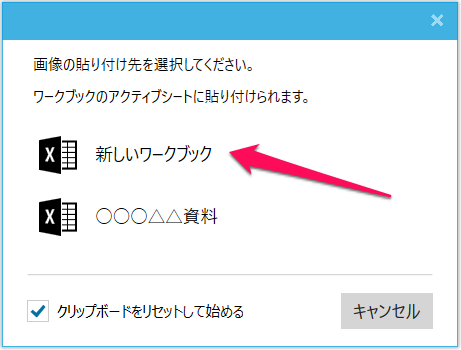 画像の貼り付け先を選択してください。
ワークブックのアクティブシートに貼り付けられます。
X 新しいワークブック
X 〇〇〇△△資料
クリップボードをリセットして始める
キャンセル